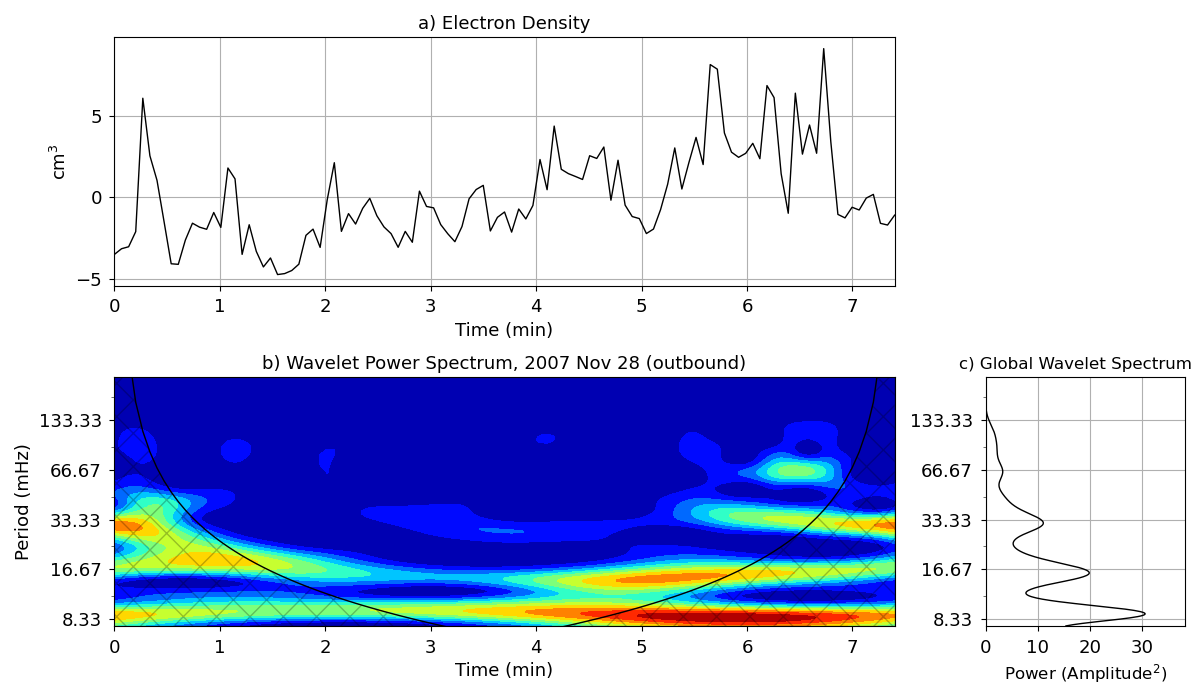 a) Electron Density
cm³
5
0
−5
0 1 2 3 4 5 6 7
Time (min)
b) Wavelet Power Spectrum, 2007 Nov 28 (outbound)
Period (mHz)
133.33
66.67
33.33
16.67
8.33
0 1 2 3 4 5 6 7
Time (min)
c) Global Wavelet Spectrum
133.33
66.67
33.33
16.67
8.33
0 10 20 30
Power (Amplitude²)